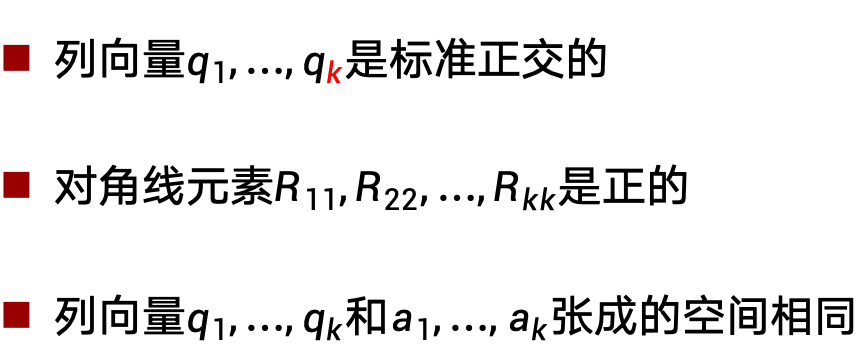 列向量q₁,…, qₖ是标准正交的
对角线元素R₁₁, R₂₂, …, Rₖₖ是正的
列向量q₁,…, qₖ和a₁,…, aₖ张成的空间相同